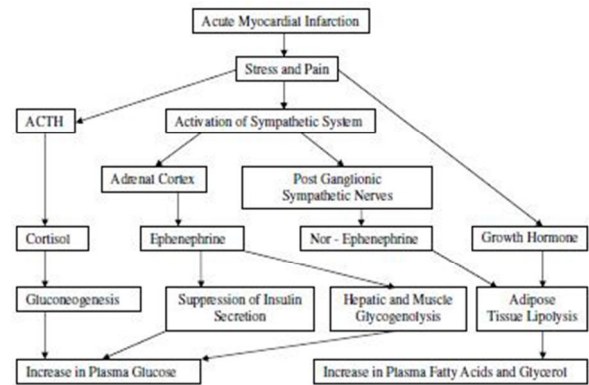 Acute Myocardial Infarction
Stress and Pain
ACTH
Activation of Sympathetic System
Adrenal Cortex
Post Ganglionic
Sympathetic Nerves
Cortisol
Ephenephrine
Nor - Ephenephrine
Growth Hormone
Gluconeogenesis
Suppression of Insulin
Secretion
Hepatic and Muscle
Glycogenolysis
Adipose
Tissue Lipolysis
Increase in Plasma Glucose
Increase in Plasma Fatty Acids and Glycerol